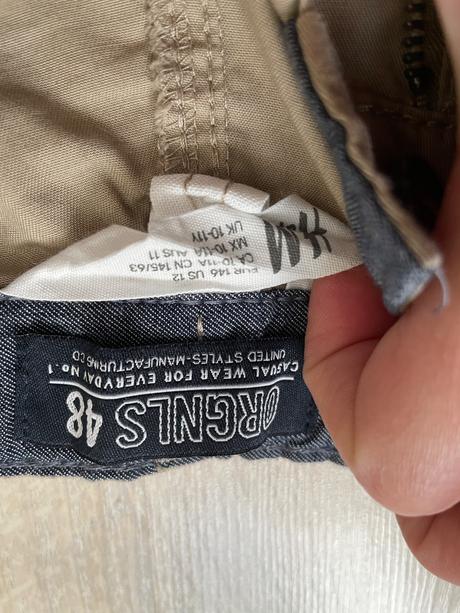 ORGNLS 48
CASUAL WEAR FOR EVERYDAY No.1
UNITED STYLES-MANUFACTURING CO
H&M
EUR 146 US 12
CA 10-11A CN 145/63
MX 10-11A AUS 11
UK 10-11Y